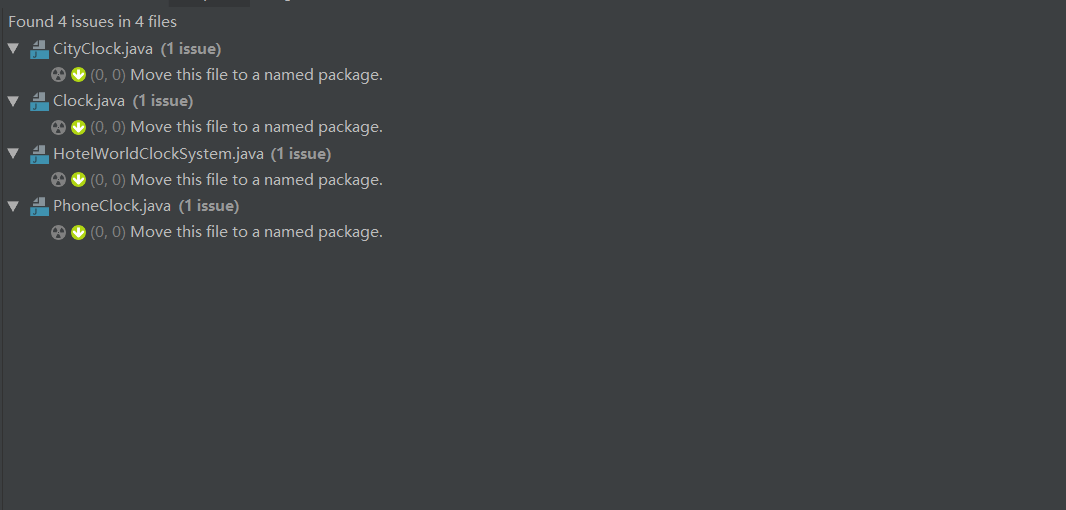 Found 4 issues in 4 files
CityClock.java (1 issue)
(0, 0) Move this file to a named package.
Clock.java (1 issue)
(0, 0) Move this file to a named package.
HotelWorldClockSystem.java (1 issue)
(0, 0) Move this file to a named package.
PhoneClock.java (1 issue)
(0, 0) Move this file to a named package.